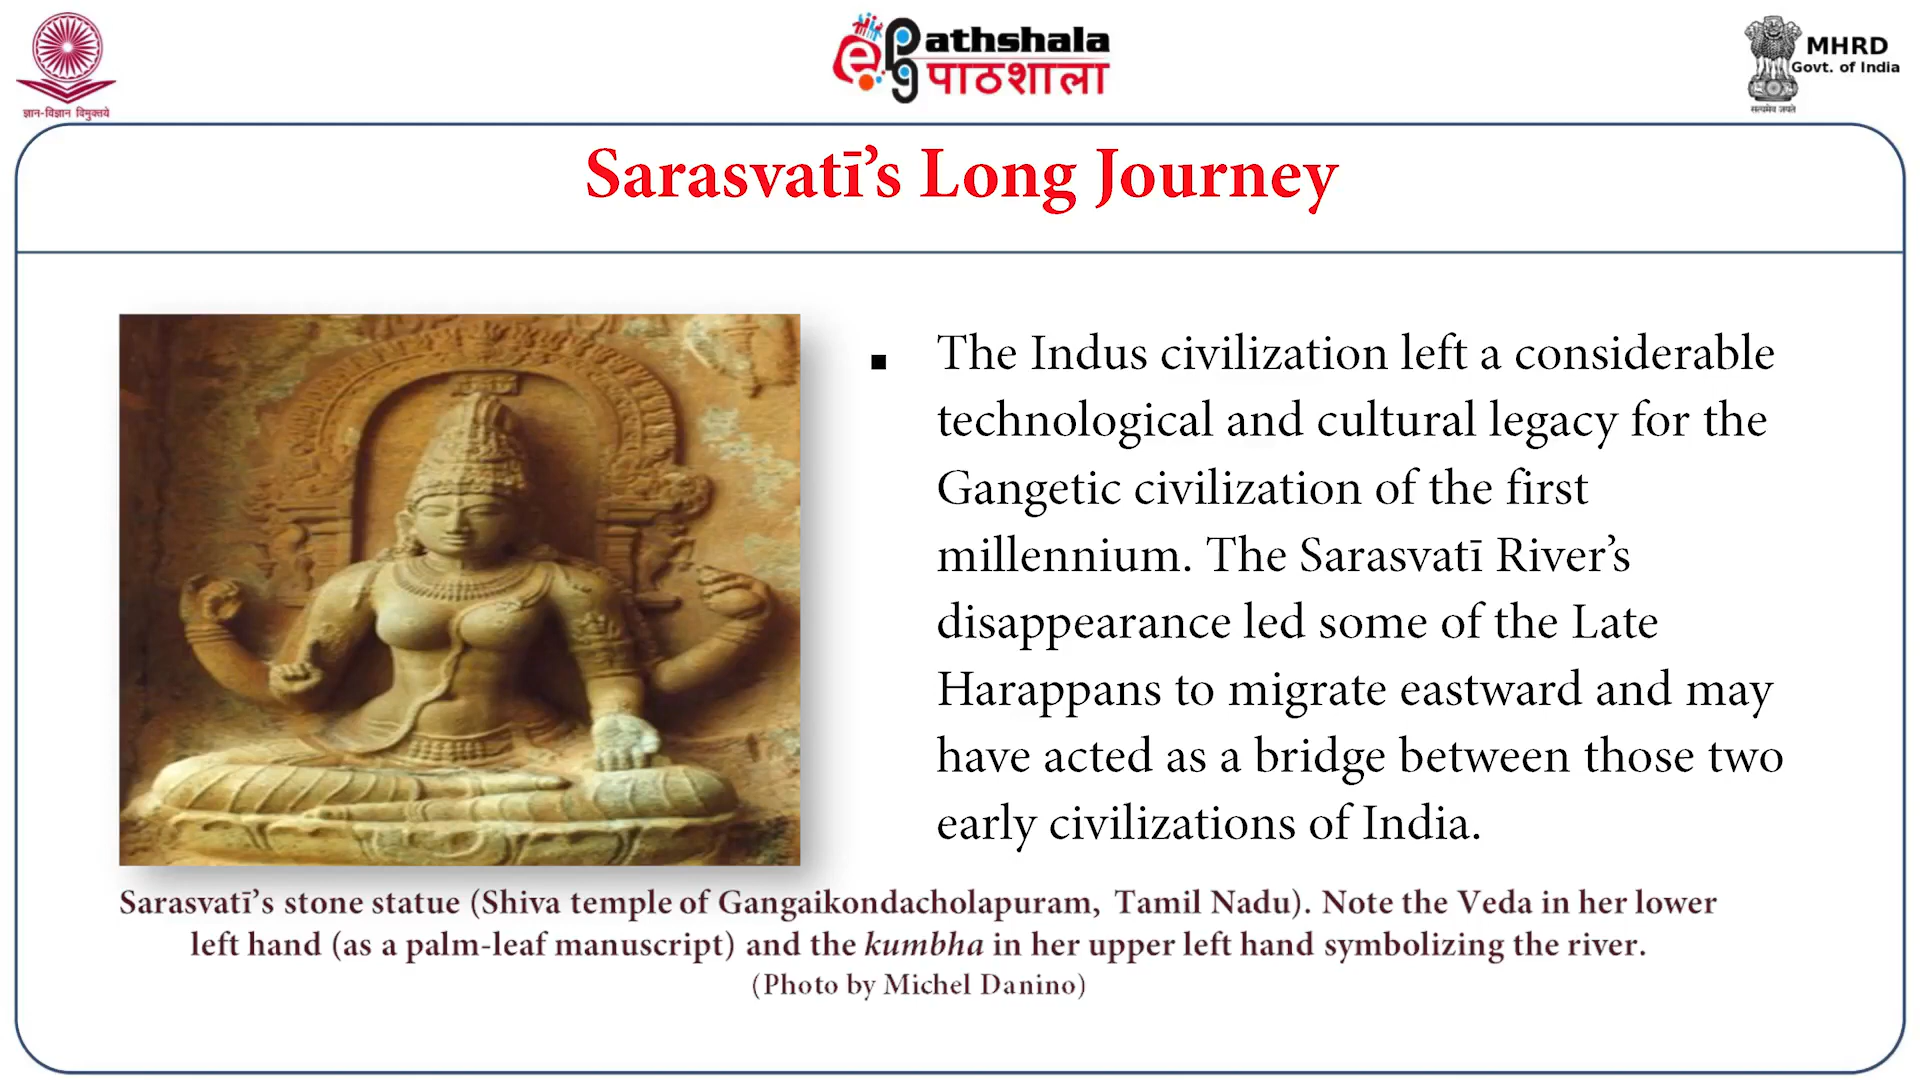 ज्ञान-विज्ञान विमुक्तये
ePathshala
पाठशाला
MHRD
Govt. of India
सत्यमेव जयते
Sarasvatī’s Long Journey
▪ The Indus civilization left a considerable
technological and cultural legacy for the
Gangetic civilization of the first
millennium. The Sarasvatī River’s
disappearance led some of the Late
Harappans to migrate eastward and may
have acted as a bridge between those two
early civilizations of India.
Sarasvatī’s stone statue (Shiva temple of Gangaikondacholapuram, Tamil Nadu). Note the Veda in her lower
left hand (as a palm-leaf manuscript) and the kumbha in her upper left hand symbolizing the river.
(Photo by Michel Danino)